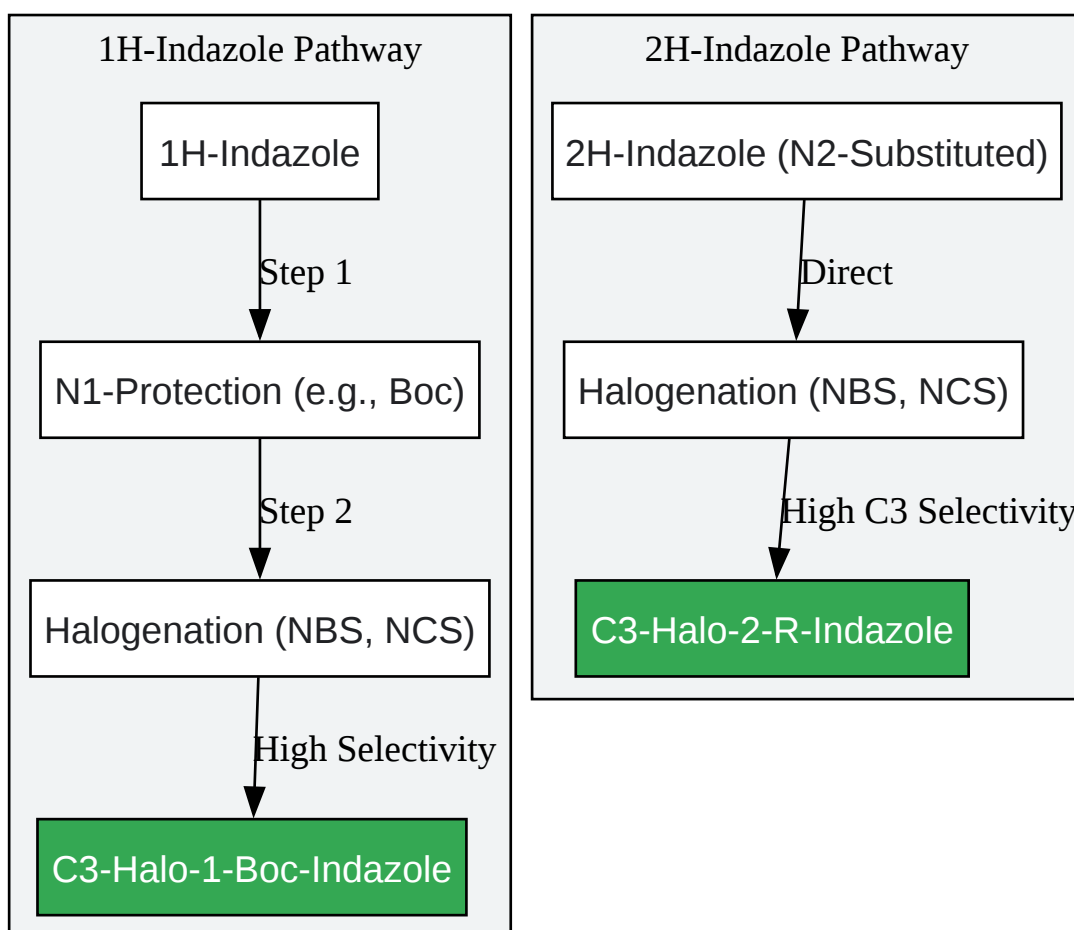 1H-Indazole Pathway
1H-Indazole
Step 1
N1-Protection (e.g., Boc)
Step 2
Halogenation (NBS, NCS)
High Selectivity
C3-Halo-1-Boc-Indazole
2H-Indazole Pathway
2H-Indazole (N2-Substituted)
Direct
Halogenation (NBS, NCS)
High C3 Selectivity
C3-Halo-2-R-Indazole